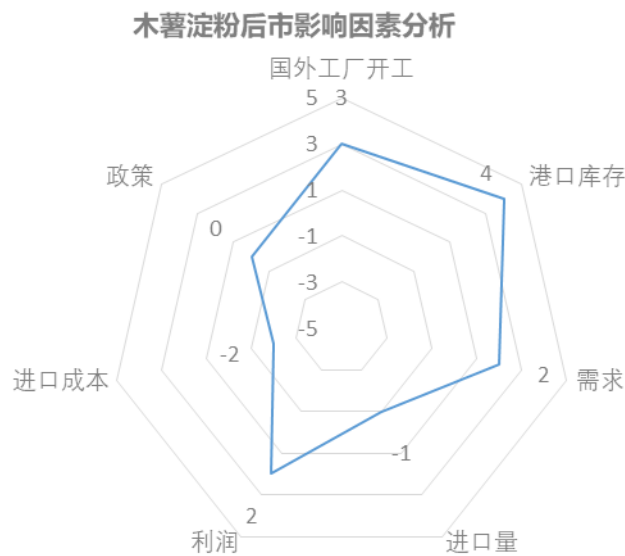 木薯淀粉后市影响因素分析
国外工厂开工
5 3
3
4 港口库存
政策
1
0
-1
-3
-5
-2
进口成本
2 需求
-1
2
利润
进口量